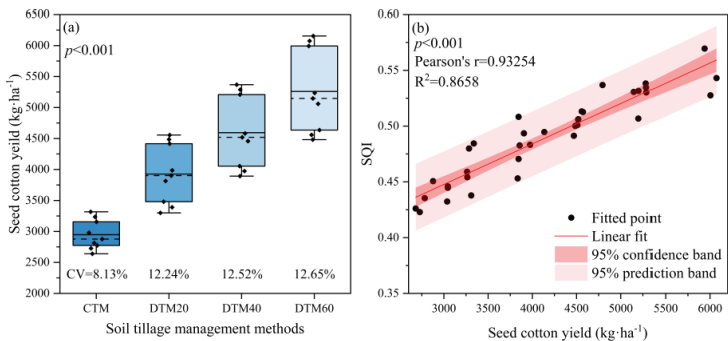 (a)
p<0.001
6500
6000
5500
5000
4500
4000
3500
3000
2500
2000
Seed cotton yeild (kg·ha⁻¹)
CV=8.13% 12.24% 12.52% 12.65%
CTM DTM20 DTM40 DTM60
Soil tillage management methods
(b)
p<0.001
Pearson's r=0.93254
R²=0.8658
0.60
0.55
0.50
0.45
0.40
SQI
Fitted point
Linear fit
95% confidence band
95% prediction band
3000 3500 4000 4500 5000 5500 6000
Seed cotton yield (kg·ha⁻¹)